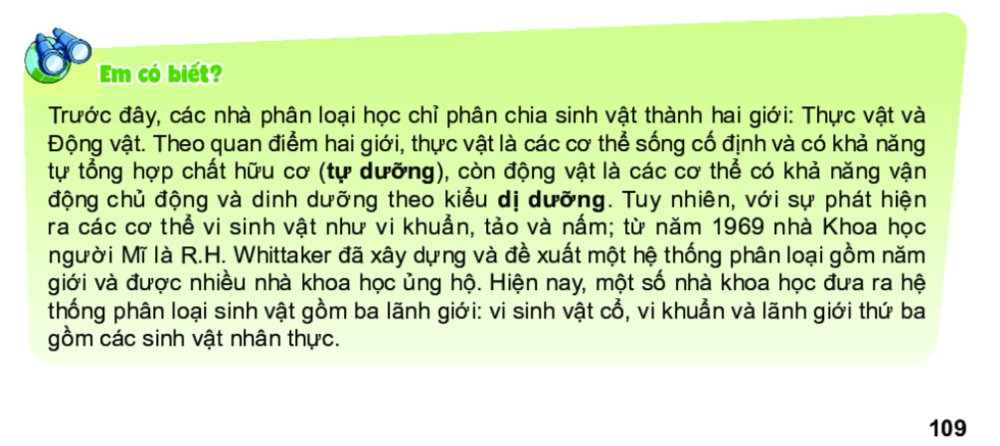 Em có biết?
Trước đây, các nhà phân loại học chỉ phân chia sinh vật thành hai giới: Thực vật và
Động vật. Theo quan điểm hai giới, thực vật là các cơ thể sống cố định và có khả năng
tự tổng hợp chất hữu cơ (tự dưỡng), còn động vật là các cơ thể có khả năng vận
động chủ động và dinh dưỡng theo kiểu dị dưỡng. Tuy nhiên, với sự phát hiện
ra các cơ thể vi sinh vật như vi khuẩn, tảo và nấm; từ năm 1969 nhà Khoa học
người Mĩ là R.H. Whittaker đã xây dựng và đề xuất một hệ thống phân loại gồm năm
giới và được nhiều nhà khoa học ủng hộ. Hiện nay, một số nhà khoa học đưa ra hệ
thống phân loại sinh vật gồm ba lãnh giới: vi sinh vật cổ, vi khuẩn và lãnh giới thứ ba
gồm các sinh vật nhân thực.
109